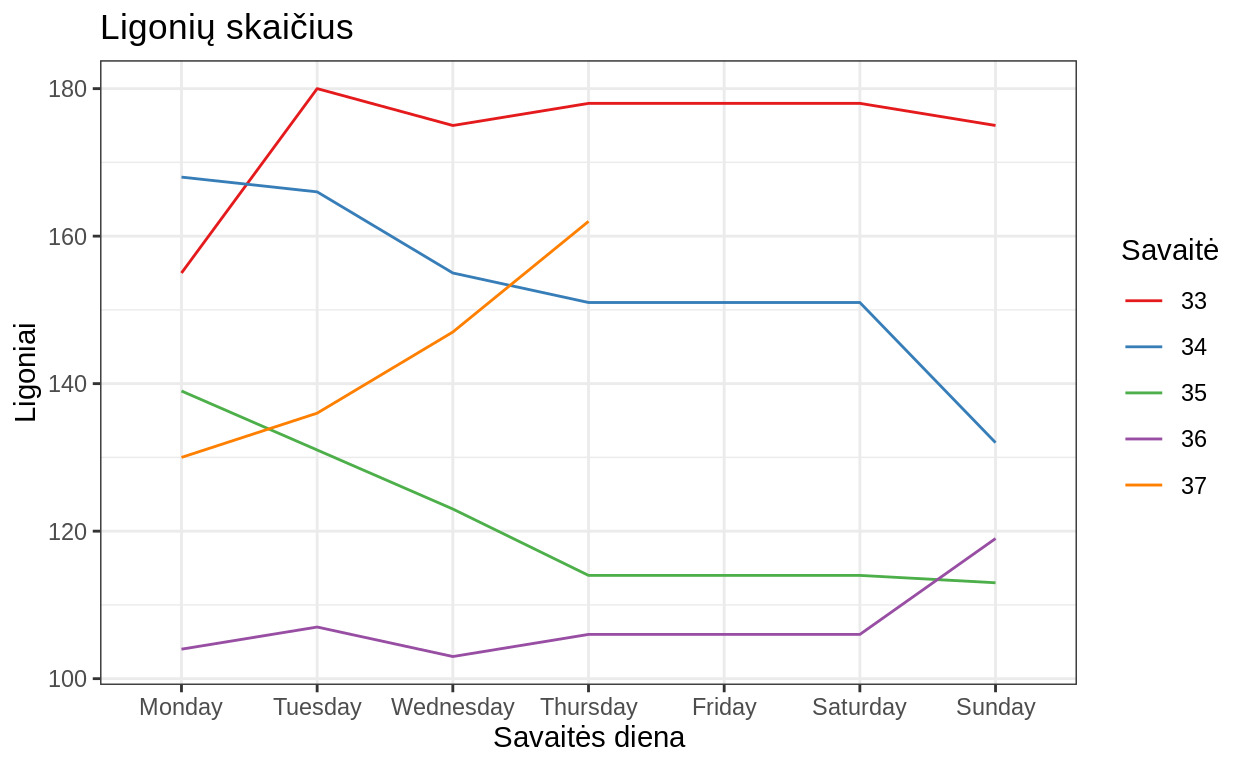 Ligonių skaičius
Ligoniai
180
160
140
120
100
Monday Tuesday Wednesday Thursday Friday Saturday Sunday
Savaitės diena
Savaitė
33
34
35
36
37